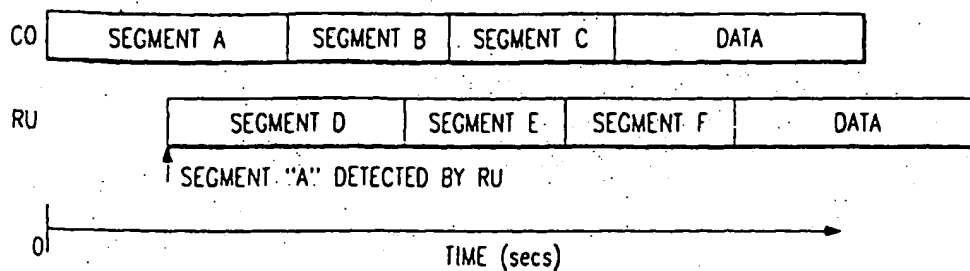 CO SEGMENT A SEGMENT B SEGMENT C DATA
RU SEGMENT D SEGMENT E SEGMENT F DATA
SEGMENT "A" DETECTED BY RU
0
TIME (secs)